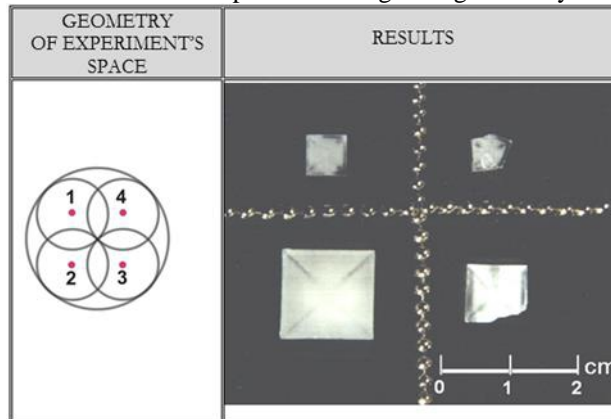 GEOMETRY
OF EXPERIMENT'S
SPACE
RESULTS
1 4
2 3
cm
0 1 2